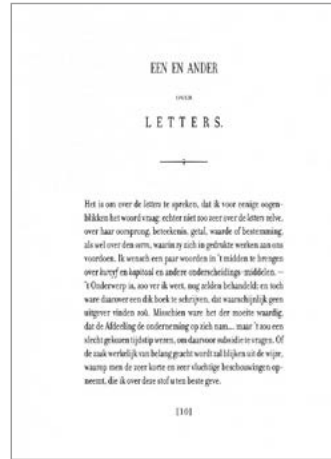 EEN EN ANDER
OVER
LETTERS.
Het is om over de letters te spreken, dat ik voor eenige oogen-
blikken het woord vraag: echter niet zoo zeer over de letters zelve,
over haar oorsprong, beteekenis, getal, waarde of bestemming,
als wel over den vorm, waarin zy zich in gedrukte werken aan ons
voordoen. Ik wensch een paar woorden in 't midden te brengen
over kursyf en kapitaal en andere onderscheidings-middelen. —
't Onderwerp is, zoo ver ik weet, nog zelden behandeld; en toch
ware daarover een dik boek te schrijven, dat waarschijnlijk geen
uitgever vinden zoû. Misschien ware het der moeite waardig,
dat de Afdeeling de onderneming op zich nam... maar 't zou een
slecht gekozen tijdstip wezen, om daarvoor subsidie te vragen. Of
de zaak werkelijk van belang geacht wordt zal blijken uit de wijze,
waarop men de zeer korte en zeer vluchtige beschouwingen op-
neemt, die ik over deze stof u ten beste geve.
[10]